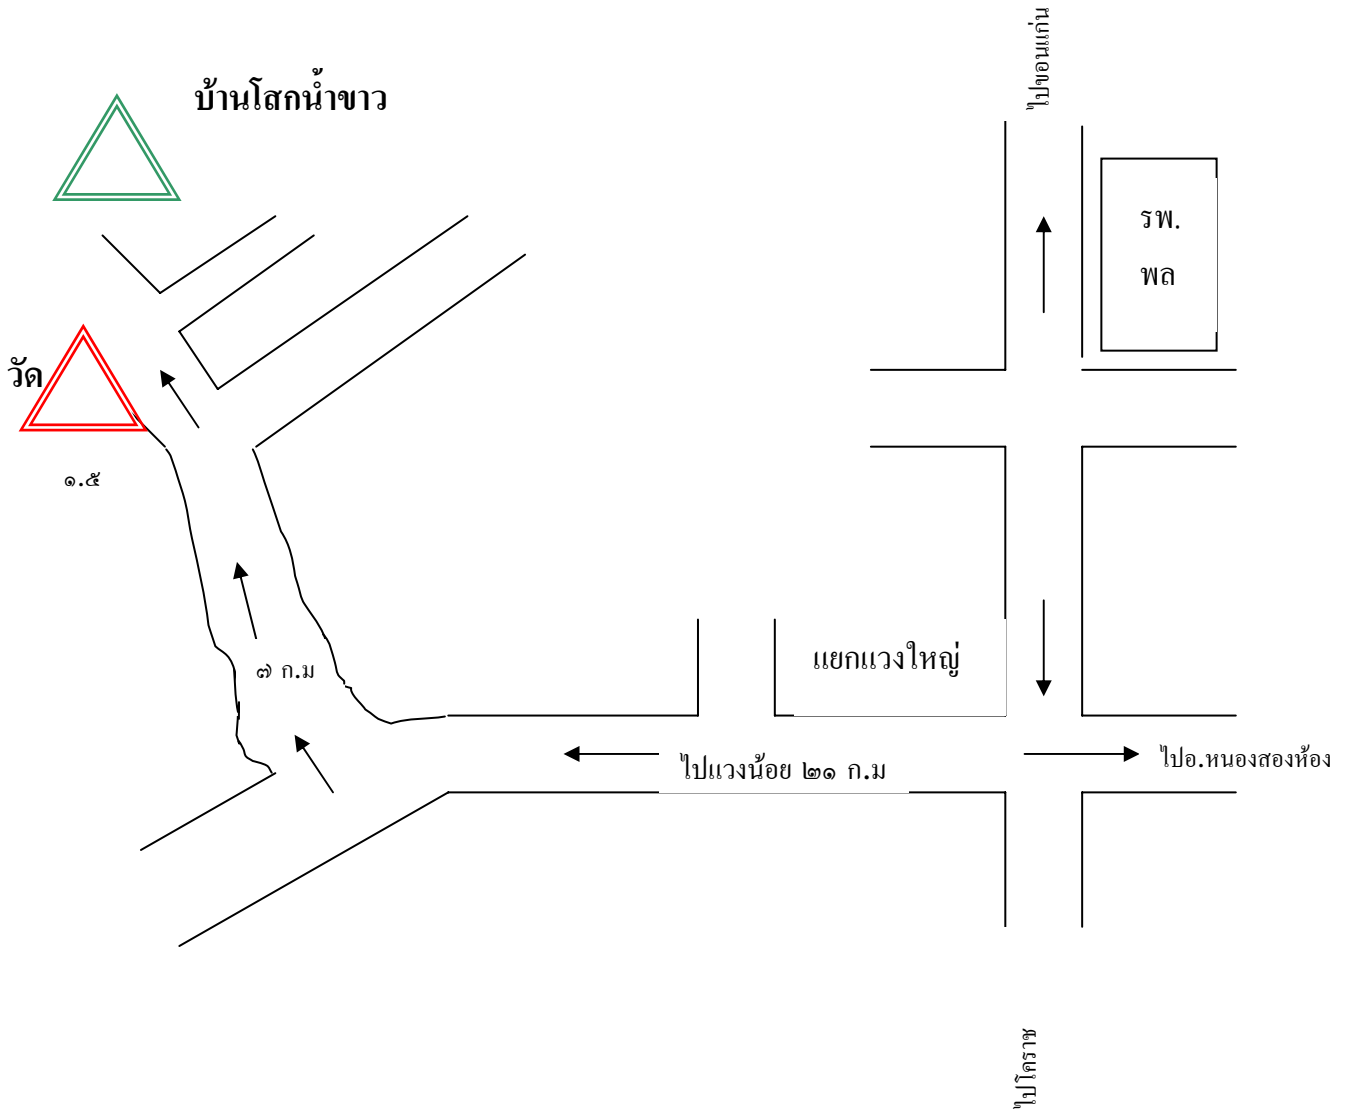 ไปขอนแก่น
บ้านโสกน้ำขาว
รพ.
พล
วัด
๑.๕
แยกแวงใหญ่
๗ ก.ม
ไปแวงน้อย ๒๑ ก.ม
ไปอ.หนองสองห้อง
ไปโคราช